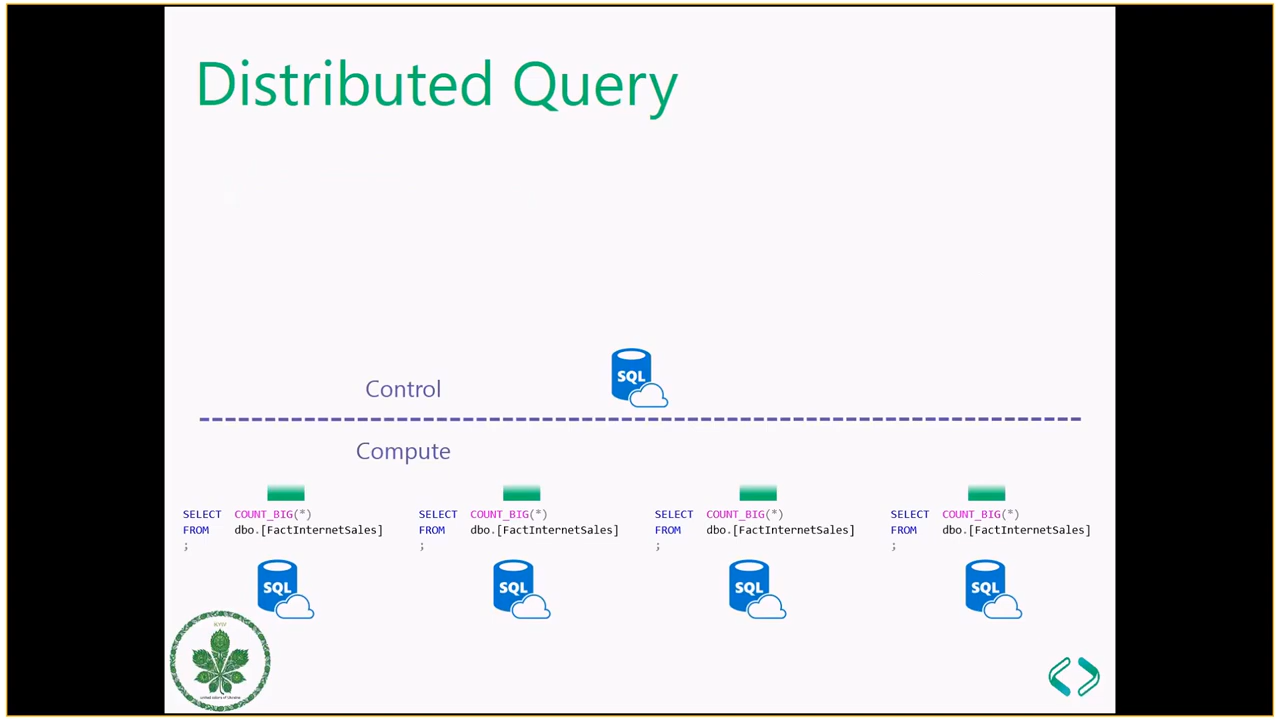 Distributed Query
SQL
Control
Compute
SELECT COUNT_BIG(*)
FROM dbo.[FactInternetSales]
;
SELECT COUNT_BIG(*)
FROM dbo.[FactInternetSales]
;
SELECT COUNT_BIG(*)
FROM dbo.[FactInternetSales]
;
SELECT COUNT_BIG(*)
FROM dbo.[FactInternetSales]
;
SQL
SQL
SQL
SQL
KYIV